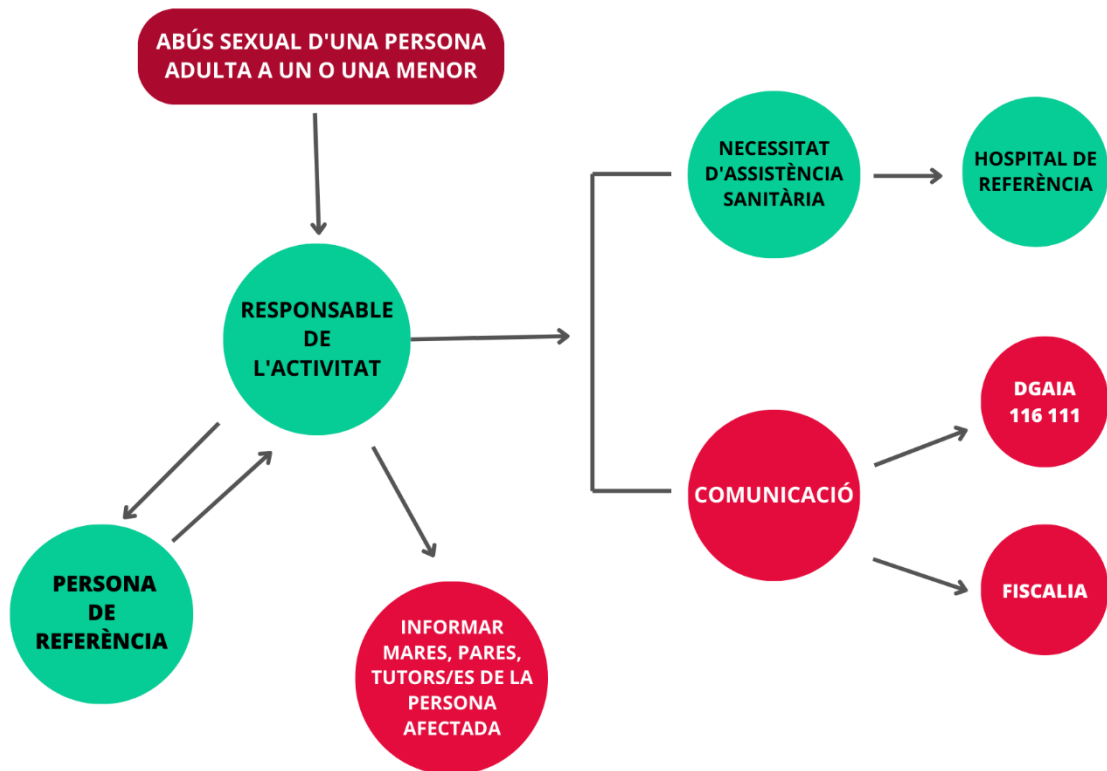 ABÚS SEXUAL D'UNA PERSONA
ADULTA A UN O UNA MENOR
NECESSITAT
D'ASSISTÈNCIA
SANITÀRIA
HOSPITAL DE
REFERÈNCIA
RESPONSABLE
DE
L'ACTIVITAT
DGAIA
116 111
COMUNICACIÓ
FISCALIA
PERSONA
DE
REFERÈNCIA
INFORMAR
MARES, PARES,
TUTORS/ES DE LA
PERSONA
AFECTADA